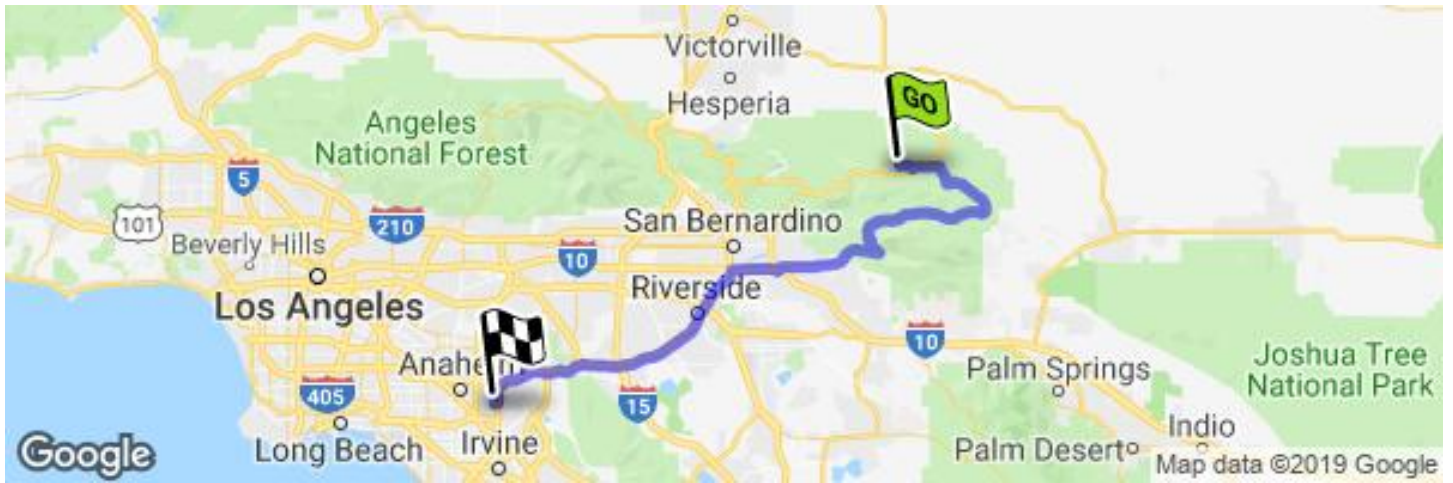 Victorville
Hesperia
GO
Angeles
National Forest
5
101
210
San Bernardino
Beverly Hills
10
Los Angeles
Riverside
Anaheim
10
Joshua Tree
National Park
Palm Springs
405
15
Long Beach
Irvine
Indio
Palm Desert
Google
Map data ©2019 Google